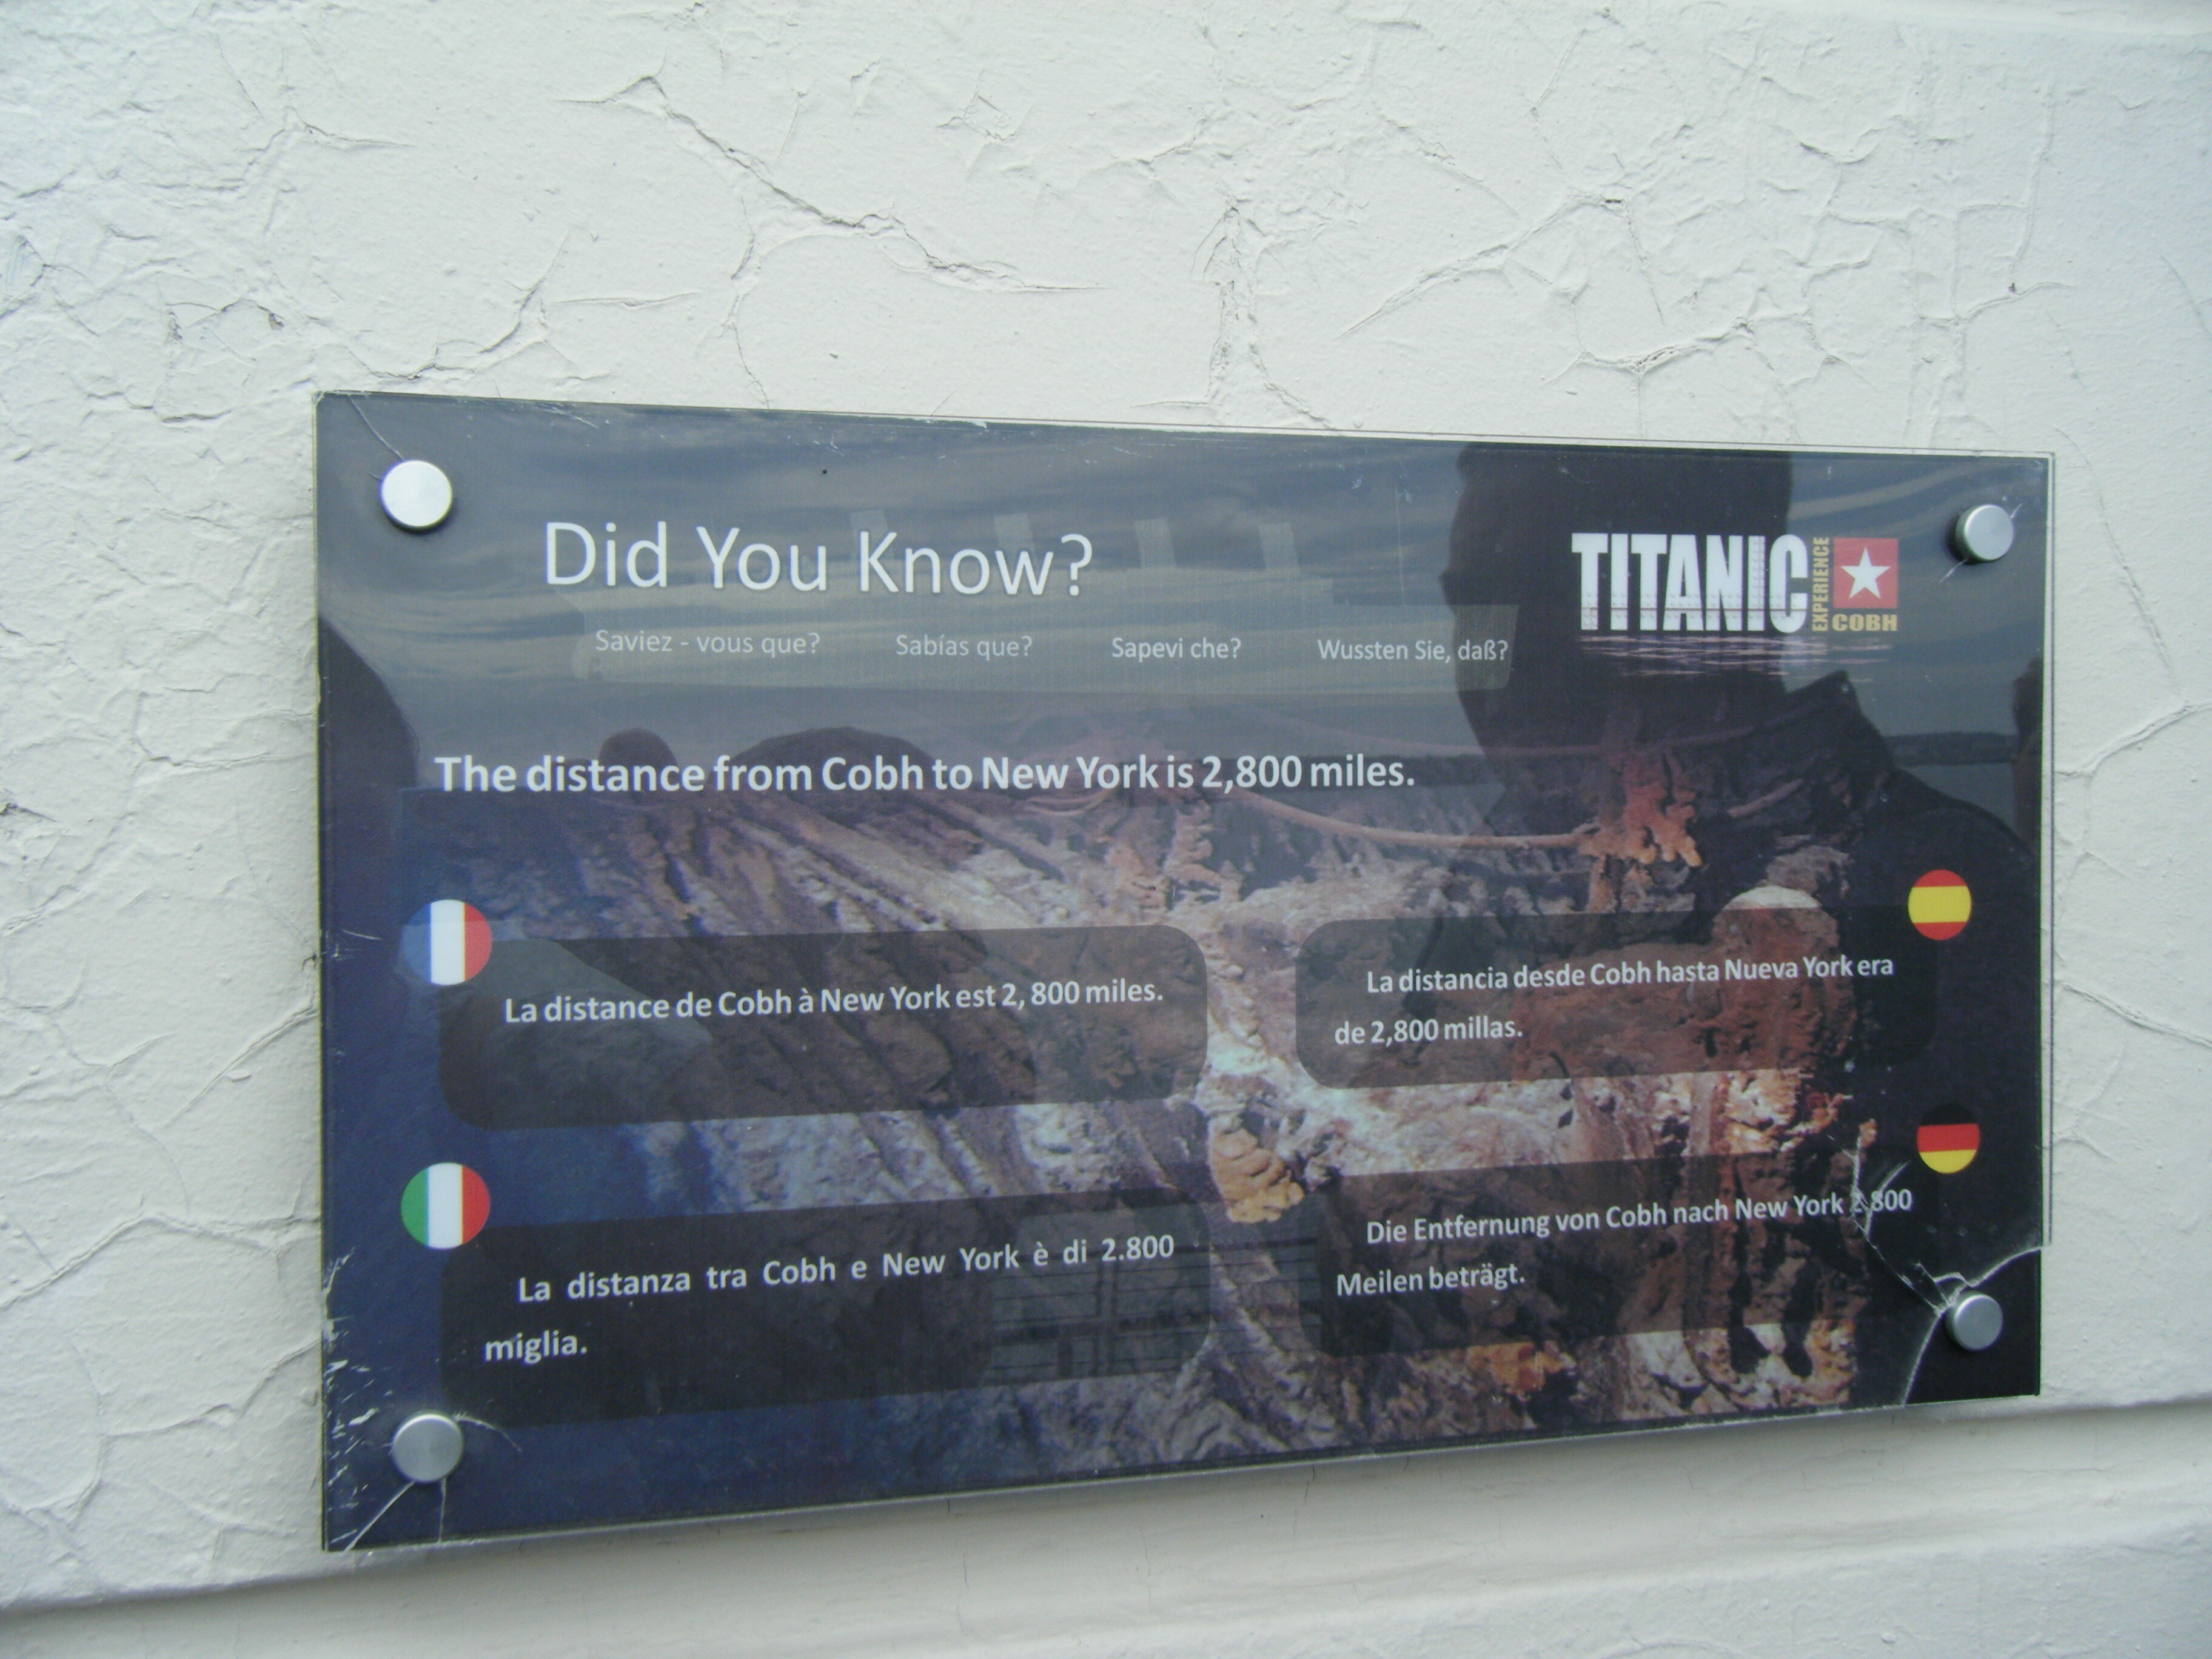 Did You Know?
TITANIC
EXPERIENCE
COBH
Saviez - vous que? Sabías que? Sapevi che? Wussten Sie, daß?
The distance from Cobh to New York is 2,800 miles.
La distance de Cobh à New York est 2, 800 miles.
La distancia desde Cobh hasta Nueva York era
de 2,800 millas.
La distanza tra Cobh e New York è di 2.800
miglia.
Die Entfernung von Cobh nach New York 2.800
Meilen beträgt.